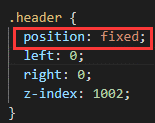 .header {
position: fixed;
left: 0;
right: 0;
z-index: 1002;
}